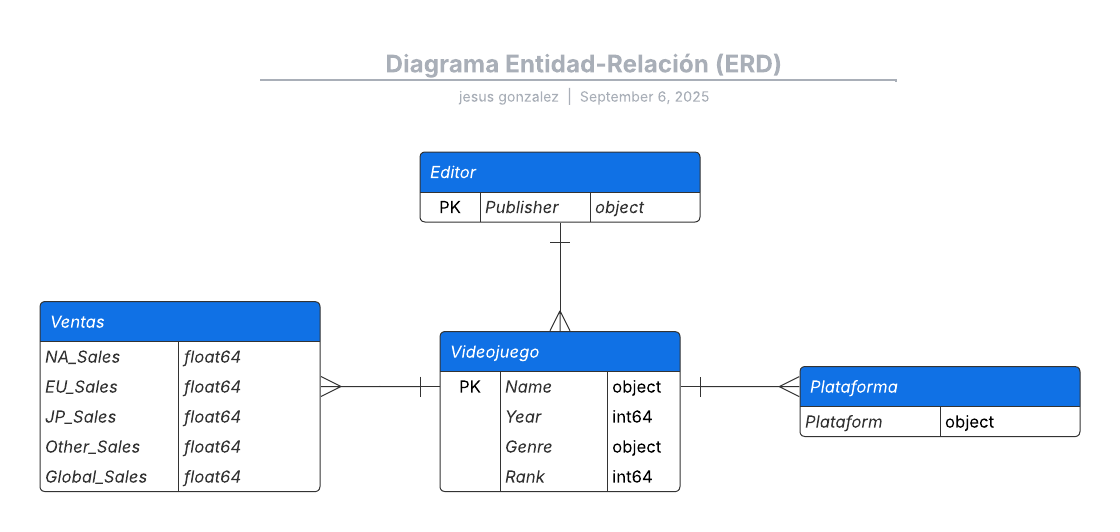 Diagrama Entidad-Relación (ERD)
jesus gonzalez | September 6, 2025
Editor
PK Publisher object
Ventas
NA_Sales float64
EU_Sales float64
JP_Sales float64
Other_Sales float64
Global_Sales float64
Videojuego
PK Name object
Year int64
Genre object
Rank int64
Plataforma
Plataform object